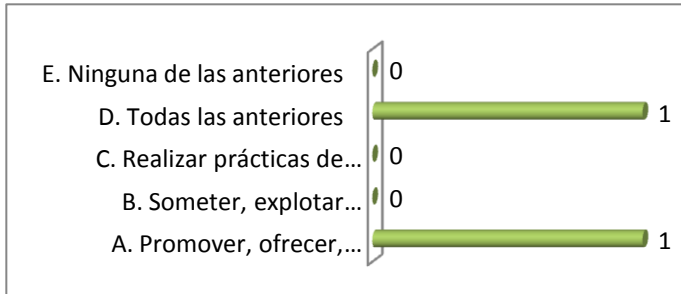 E. Ninguna de las anteriores 0
D. Todas las anteriores 1
C. Realizar prácticas de... 0
B. Someter, explotar... 0
A. Promover, ofrecer,... 1